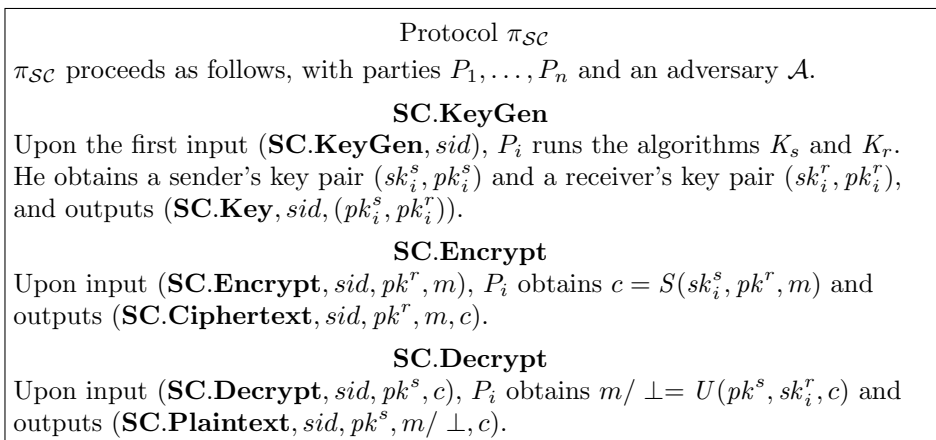 Protocol π_SC
π_SC proceeds as follows, with parties P_1, . . . , P_n and an adversary 𝒜.
SC.KeyGen
Upon the first input (SC.KeyGen, sid), P_i runs the algorithms K_s and K_r.
He obtains a sender's key pair (sk_i^s, pk_i^s) and a receiver's key pair (sk_i^r, pk_i^r),
and outputs (SC.Key, sid, (pk_i^s, pk_i^r)).
SC.Encrypt
Upon input (SC.Encrypt, sid, pk^r, m), P_i obtains c = S(sk_i^s, pk^r, m) and
outputs (SC.Ciphertext, sid, pk^r, m, c).
SC.Decrypt
Upon input (SC.Decrypt, sid, pk^s, c), P_i obtains m/ ⊥= U(pk^s, sk_i^r, c) and
outputs (SC.Plaintext, sid, pk^s, m/ ⊥, c).